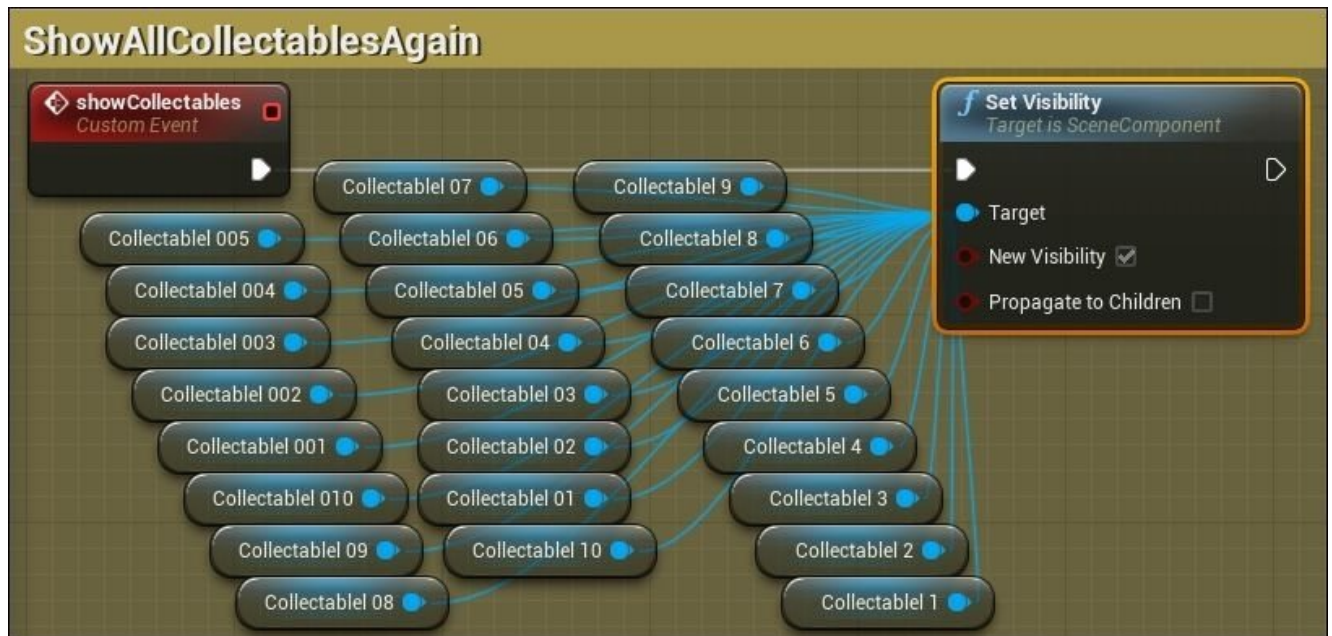 ShowAllCollectablesAgain
showCollectables
Custom Event
Set Visibility
Target is SceneComponent
Target
New Visibility
Propagate to Children
Collectablel 005
Collectablel 004
Collectablel 003
Collectablel 002
Collectablel 001
Collectablel 010
Collectablel 09
Collectablel 08
Collectablel 07
Collectablel 06
Collectablel 05
Collectablel 04
Collectablel 03
Collectablel 02
Collectablel 01
Collectablel 10
Collectablel 9
Collectablel 8
Collectablel 7
Collectablel 6
Collectablel 5
Collectablel 4
Collectablel 3
Collectablel 2
Collectablel 1